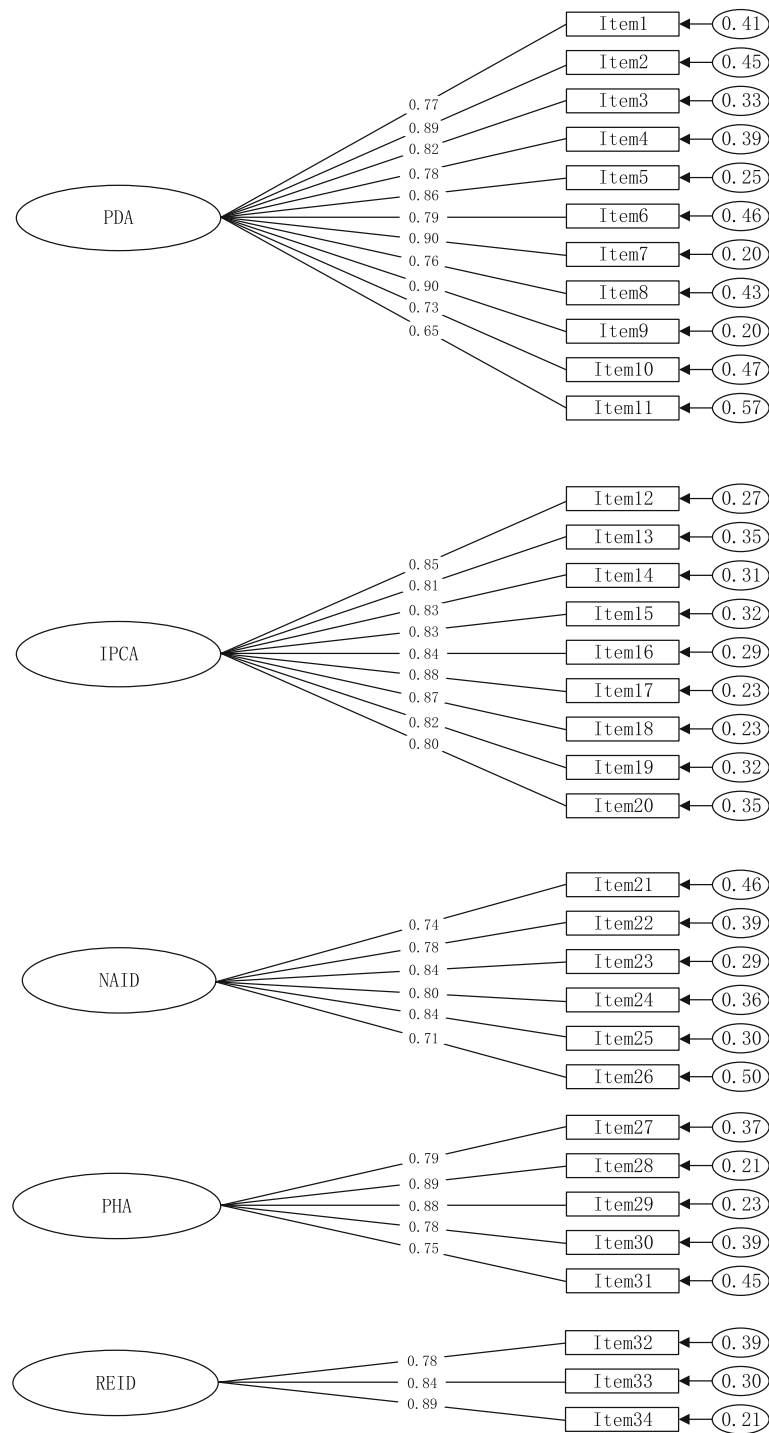 Item1 0.41
Item2 0.45
0.77
Item3 0.33
0.89
0.82
Item4 0.39
0.78
Item5 0.25
0.86
PDA 0.79 Item6 0.46
0.90
Item7 0.20
0.76
Item8 0.43
0.90
0.73
Item9 0.20
0.65
Item10 0.47
Item11 0.57
Item12 0.27
Item13 0.35
0.85
Item14 0.31
0.81
0.83
Item15 0.32
0.83
IPCA 0.84 Item16 0.29
0.88
Item17 0.23
0.87
Item18 0.23
0.82
0.80
Item19 0.32
Item20 0.35
Item21 0.46
0.74
Item22 0.39
0.78
Item23 0.29
0.84
NAID
0.80
Item24 0.36
0.84
Item25 0.30
0.71
Item26 0.50
Item27 0.37
0.79
Item28 0.21
0.89
PHA 0.88 Item29 0.23
0.78
Item30 0.39
0.75
Item31 0.45
Item32 0.39
0.78
REID 0.84 Item33 0.30
0.89
Item34 0.21